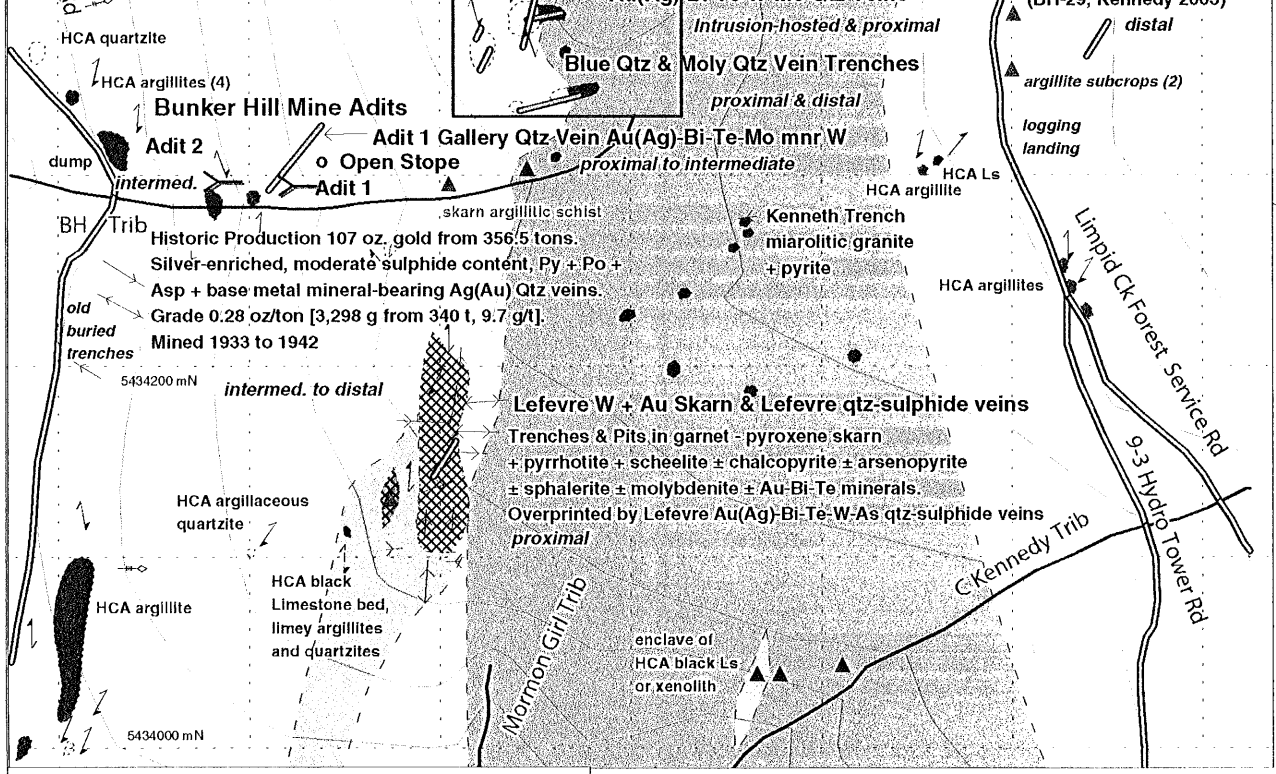 (BH-29, Kennedy 2003)
distal
Intrusion-hosted & proximal
HCA quartzite
Blue Qtz & Moly Qtz Vein Trenches
HCA argillites (4)
argillite subcrops (2)
Bunker Hill Mine Adits
proximal & distal
logging
landing
Adit 1 Gallery Qtz Vein Au(Ag)-Bi-Te-Mo mnr W
Adit 2
dump
Open Stope
proximal to intermediate
HCA Ls
intermed.
Adit 1
HCA argillite
skarn argillitic schist
BH Trib
Kenneth Trench
miarolitic granite
+ pyrite
Historic Production 107 oz. gold from 356.5 tons.
Silver-enriched, moderate sulphide content, Py + Po +
Asp + base metal mineral-bearing Ag(Au) Qtz veins.
Grade 0.28 oz/ton [3,298 g from 340 t, 9.7 g/t].
Mined 1933 to 1942
HCA argillites
Limpid Ck Forest Service Rd
old
buried
trenches
5434200 mN
intermed. to distal
Lefevre W + Au Skarn & Lefevre qtz-sulphide veins
Trenches & Pits in garnet - pyroxene skarn
+ pyrrhotite + scheelite ± chalcopyrite ± arsenopyrite
± sphalerite ± molybdenite ± Au-Bi-Te minerals.
Overprinted by Lefevre Au(Ag)-Bi-Te-W-As qtz-sulphide veins
proximal
9-3 Hydro Tower Rd
HCA argillaceous
quartzite
C Kennedy Trib
HCA black
Limestone bed,
limey argillites
and quartzites
HCA argillite
Mormon Girl Trib
enclave of
HCA black Ls
or xenolith
5434000 mN